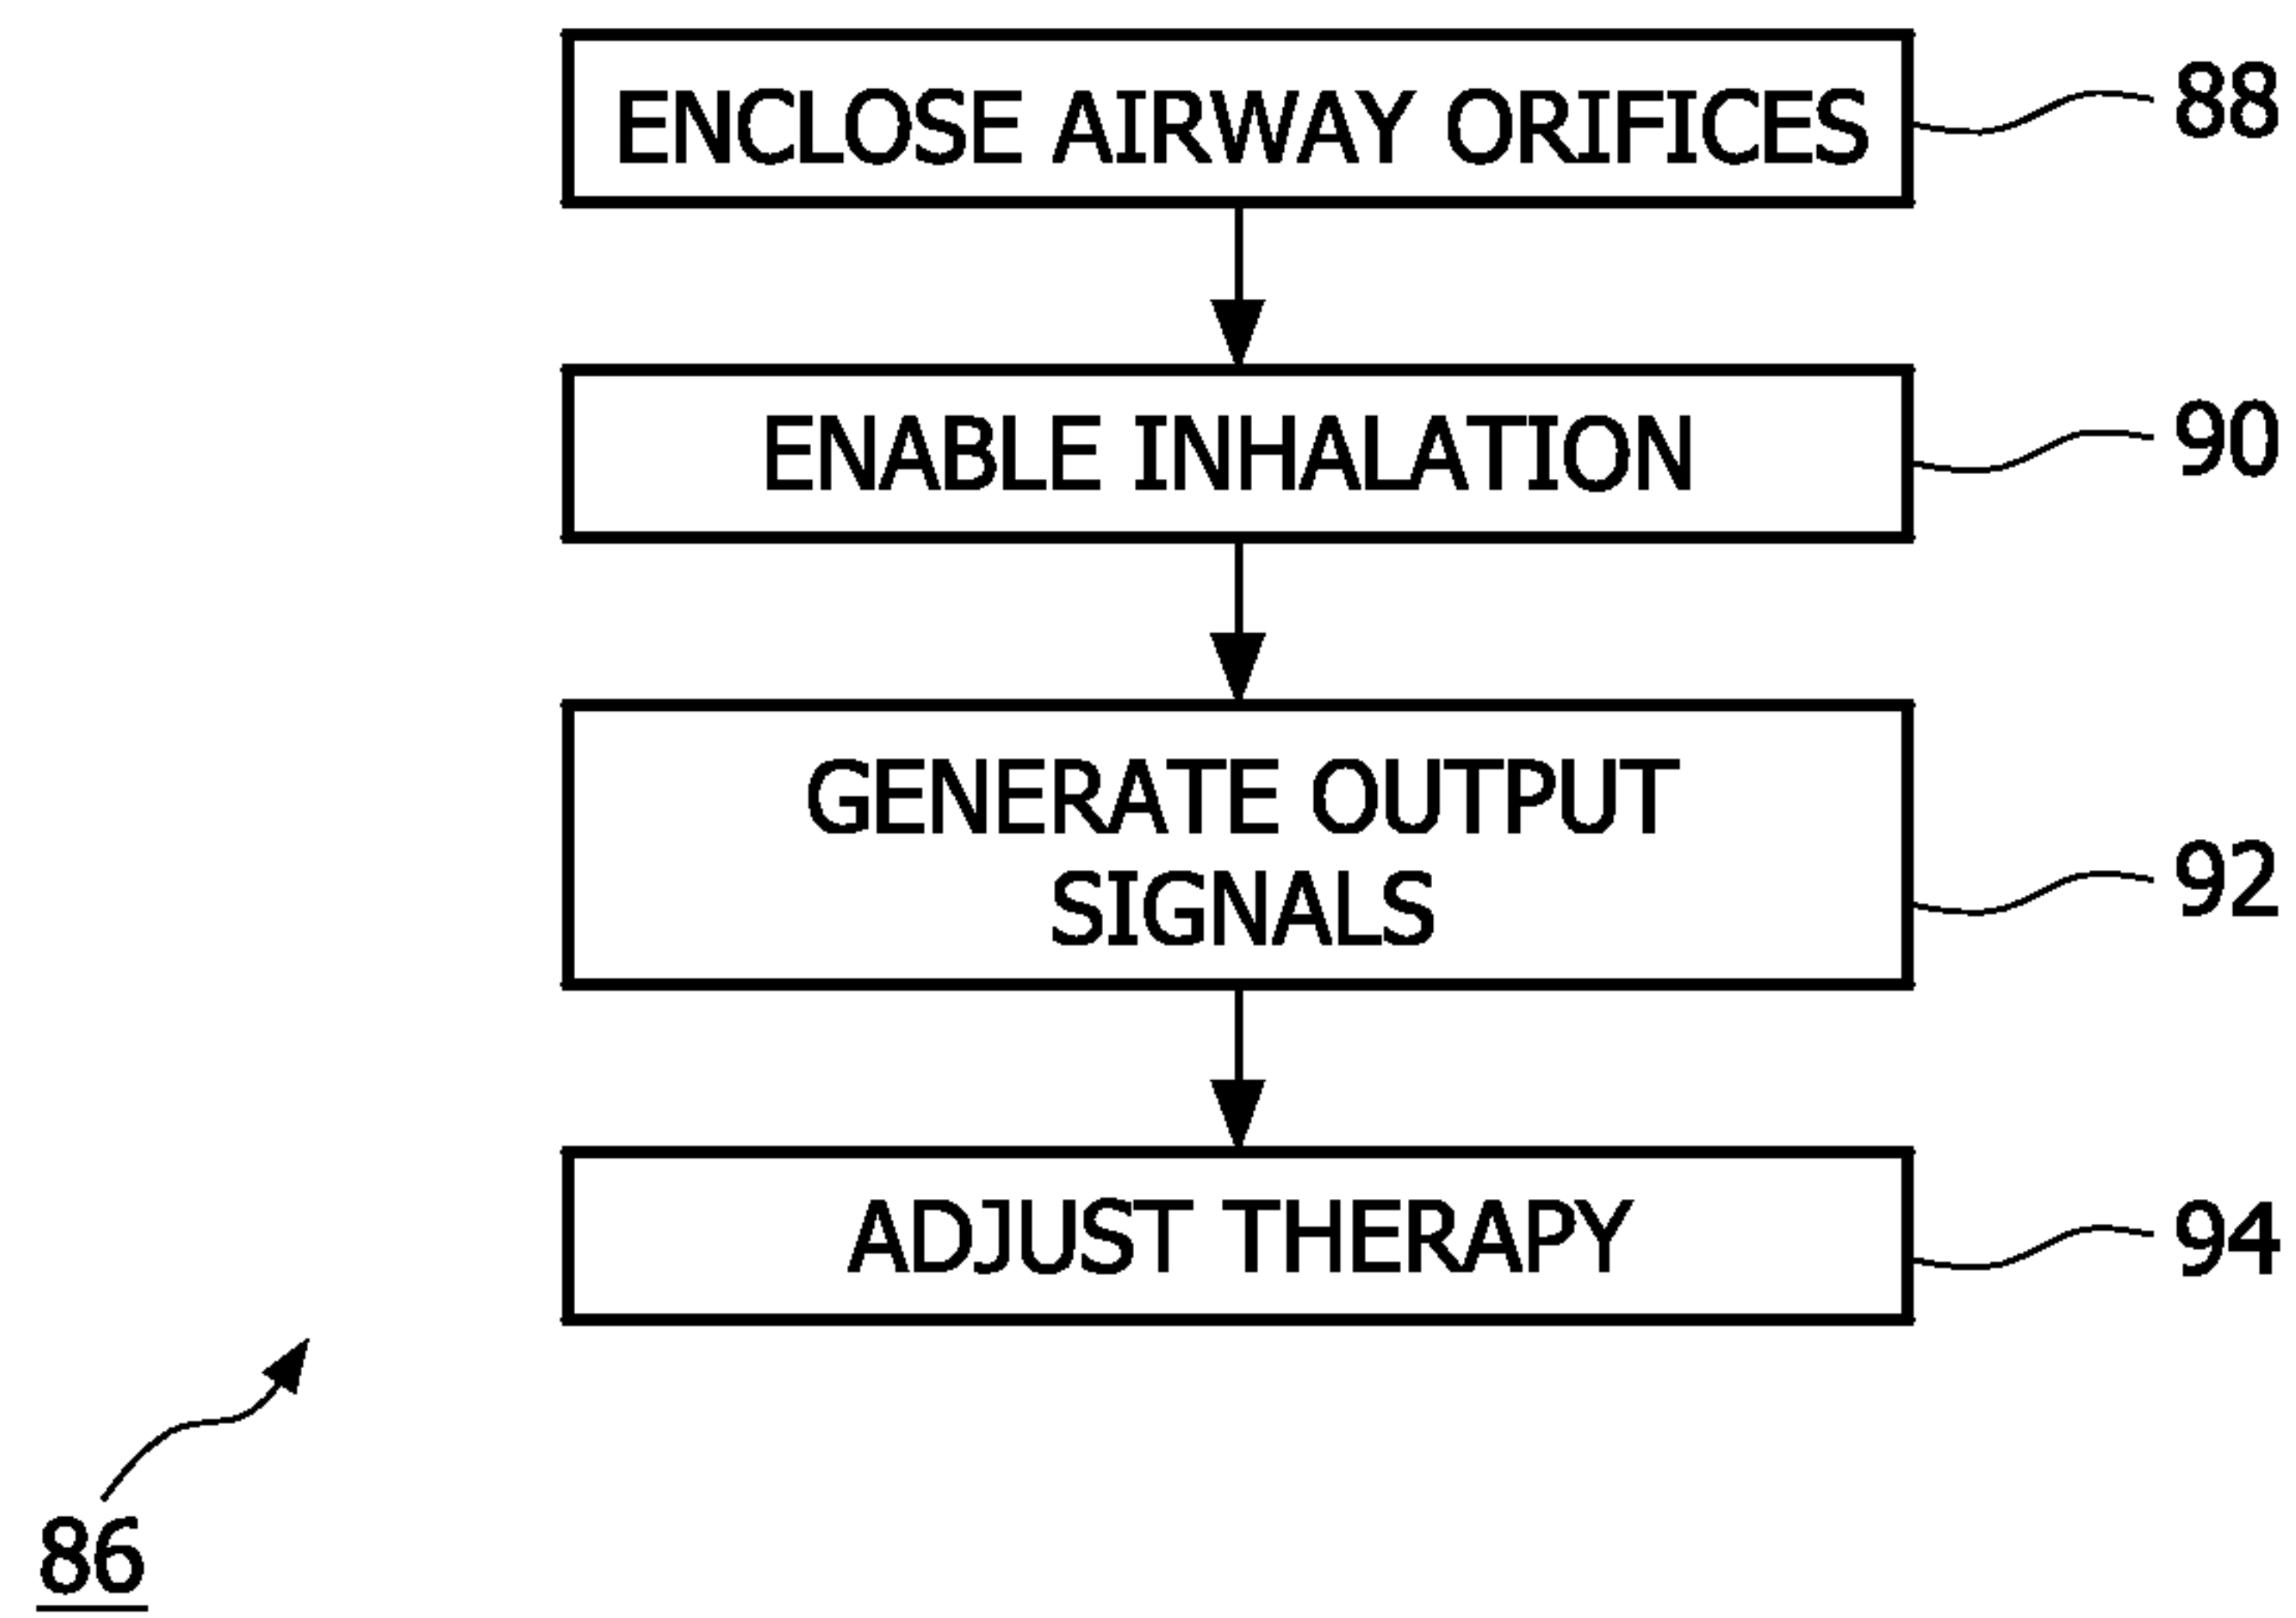 ENCLOSE AIRWAY ORIFICES
88
ENABLE INHALATION
90
GENERATE OUTPUT
SIGNALS
92
ADJUST THERAPY
94
86